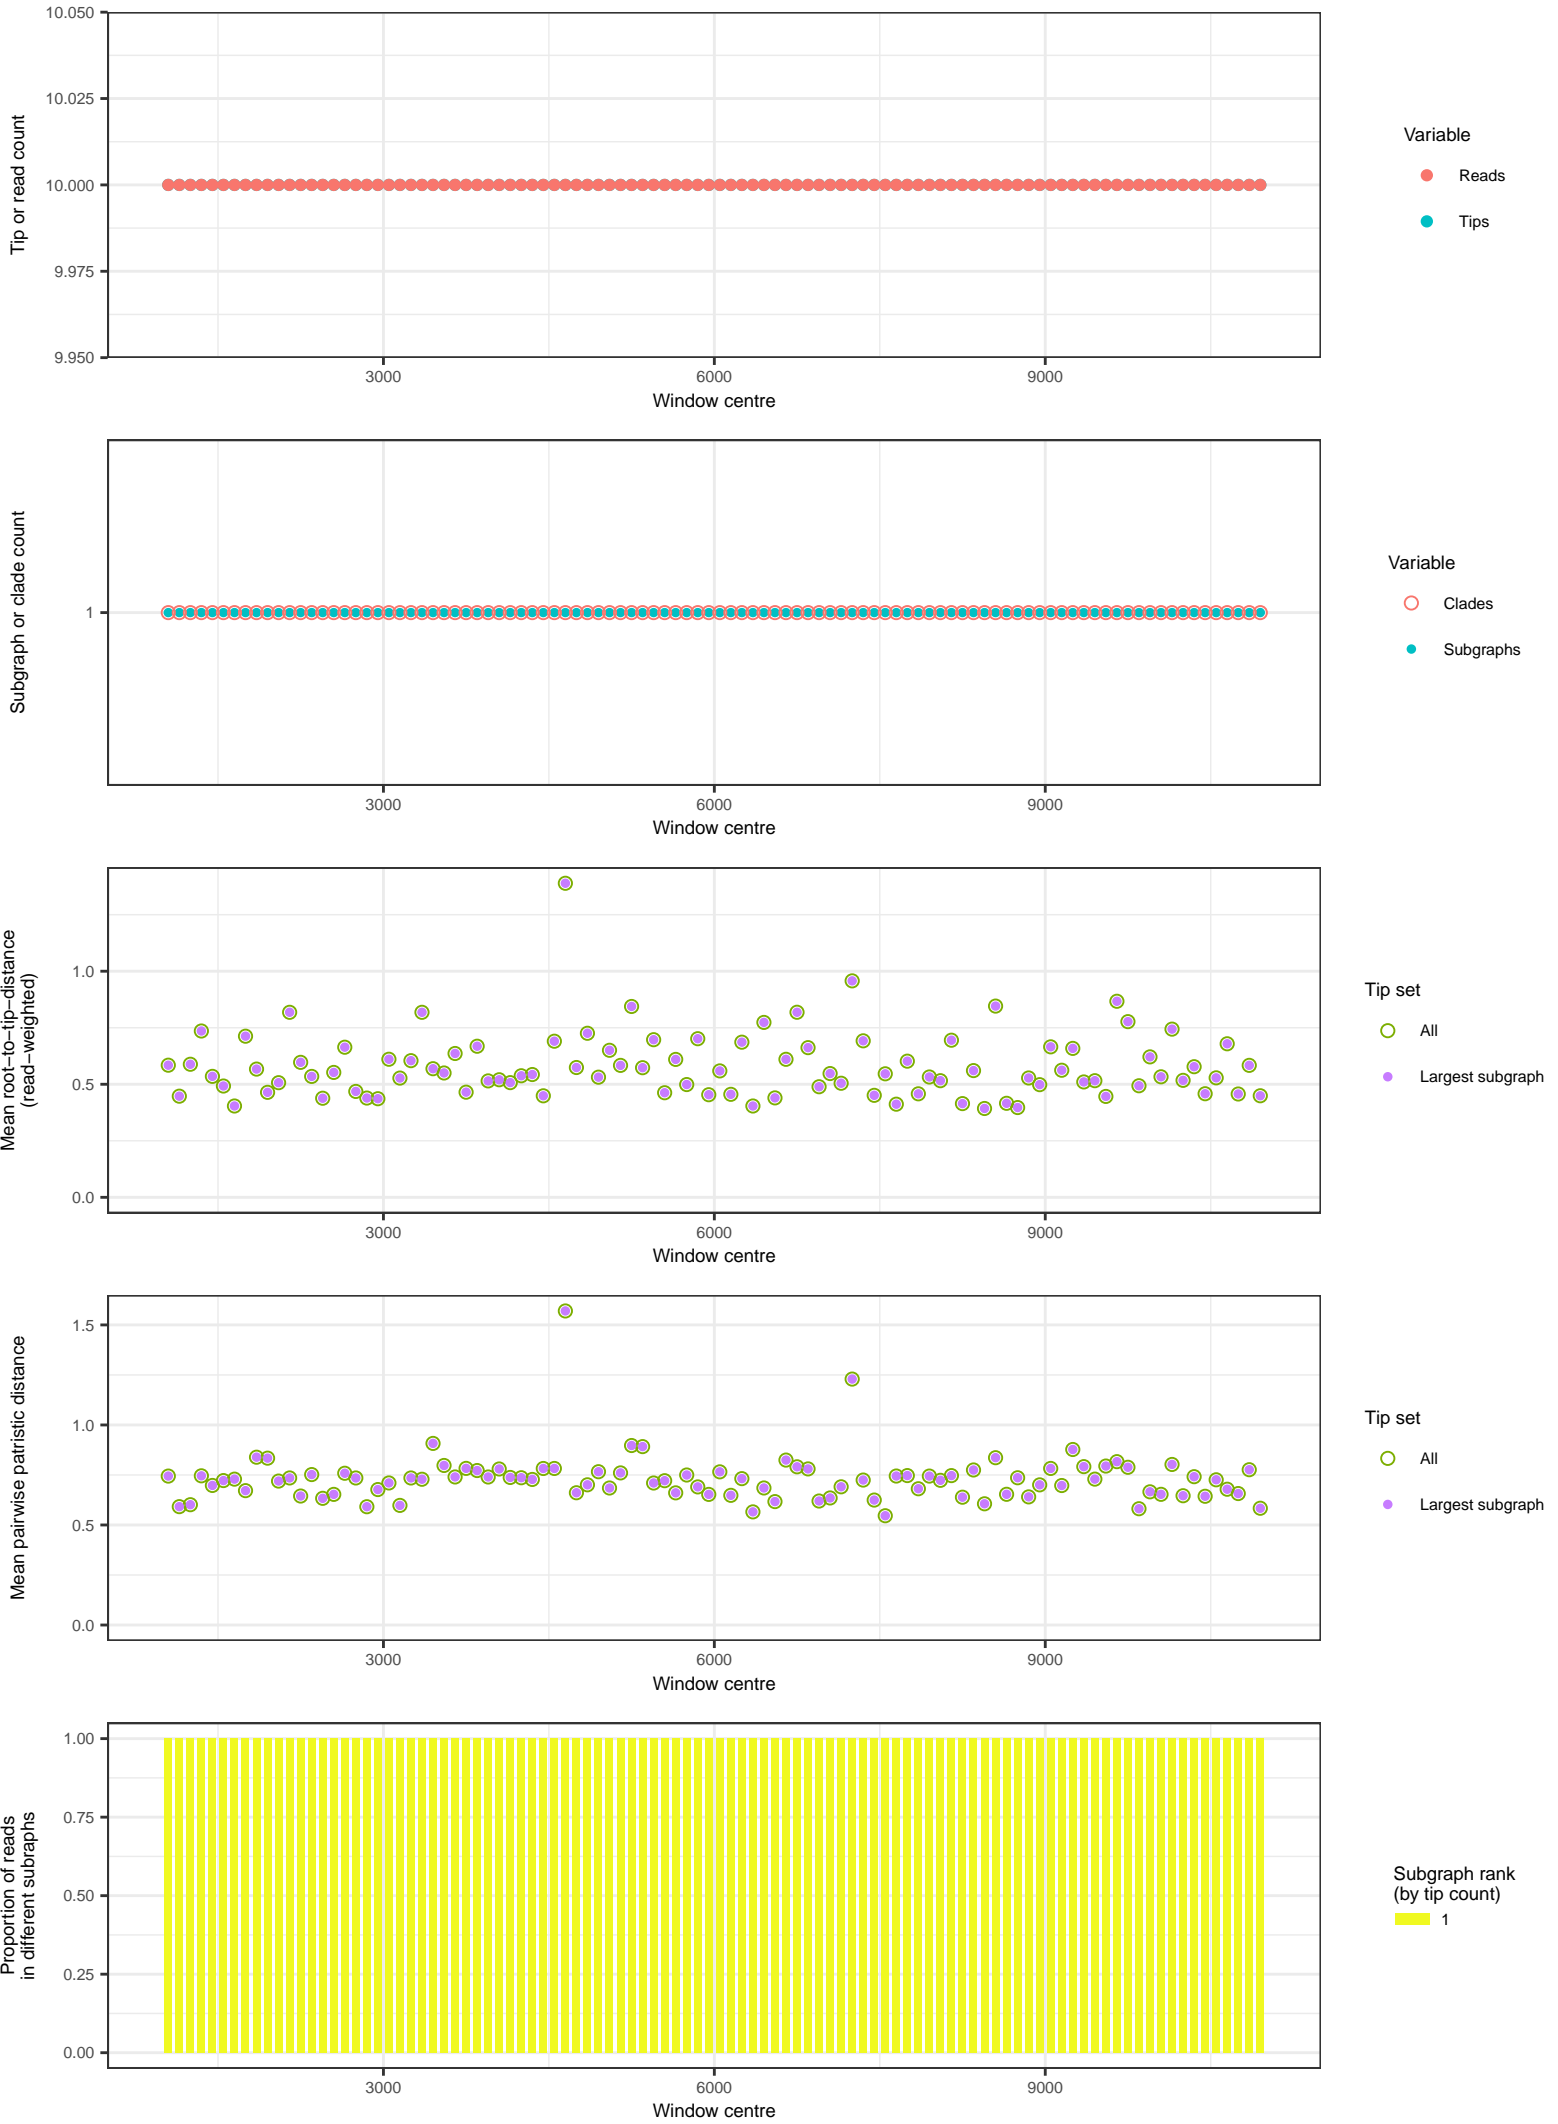 10.050
10.025
10.000
9.975
9.950
Tip or read count
3000
6000
9000
Window centre
Variable
Reads
Tips
1
Subgraph or clade count
3000
6000
9000
Window centre
Variable
Clades
Subgraphs
1.0
0.5
0.0
Mean root−to−tip−distance
(read−weighted)
3000
6000
9000
Window centre
Tip set
All
Largest subgraph
1.5
1.0
0.5
0.0
Mean pairwise patristic distance
3000
6000
9000
Window centre
Tip set
All
Largest subgraph
1.00
0.75
0.50
0.25
0.00
Proportion of reads
in different subraphs
3000
6000
9000
Window centre
Subgraph rank
(by tip count)
1